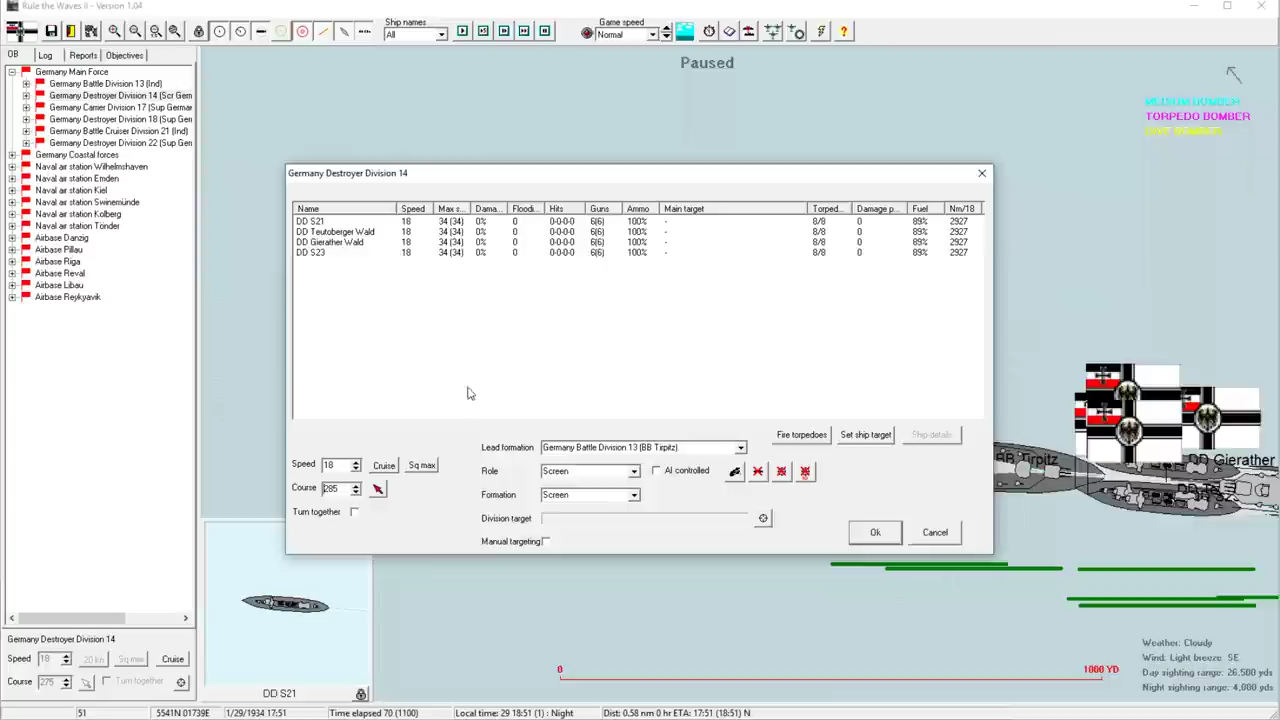 Rule the Waves II - Version 1.04
Ship names
All
Game speed
Normal
OB
Log
Reports
Objectives
Germany Main Force
Germany Battle Division 13 (Ind)
Germany Destroyer Division 14 (Scr Gern
Germany Carrier Division 17 (Sup Germar
Germany Destroyer Division 18 (Sup Gern
Germany Battle Cruiser Division 21 (Ind)
Germany Destroyer Division 22 (Sup Gern
Germany Coastal forces
Naval air station Wilhelmshaven
Naval air station Emden
Naval air station Kiel
Naval air station Swinemünde
Naval air station Kolberg
Naval air station Tönder
Airbase Danzig
Airbase Pillau
Airbase Riga
Airbase Reval
Airbase Libau
Airbase Reykyavik
Paused
MEDIUM BOMBER
TORPEDO BOMBER
DIVE BOMBER
Germany Destroyer Division 14
Name Speed Max s... Dama... Floodi... Hits Guns Ammo Main target Torped... Damage p... Fuel Nm/18
DD S21 18 34 (34) 0% 0 0-0-0-0 6(6) 100% - 8/8 0 89% 2927
DD Teutoberger Wald 18 34 (34) 0% 0 0-0-0-0 6(6) 100% - 8/8 0 89% 2927
DD Gierather Wald 18 34 (34) 0% 0 0-0-0-0 6(6) 100% - 8/8 0 89% 2927
DD S23 18 34 (34) 0% 0 0-0-0-0 6(6) 100% - 8/8 0 89% 2927
Fire torpedoes Set ship target Ship details
Lead formation Germany Battle Division 13 (BB Tirpitz)
Speed 18 Cruise Sq max
Role Screen AI controlled
Course 285
Formation Screen
Turn together
Division target
Manual targeting
Ok Cancel
BB Tirpitz
DD Gierather
Germany Destroyer Division 14
Speed 18 20 kn Sq max Cruise
Course 275 Turn together
DD S21
0 1000 YD
Weather: Cloudy
Wind: Light breeze SE
Day sighting range: 26,500 yds
Night sighting range: 4,000 yds
51 5541N 01739E 1/29/1934 17:51 Time elapsed 70 (1100) Local time: 29 18:51 (1) : Night Dist: 0.58 nm 0 hr ETA: 17:51 (18:51) N